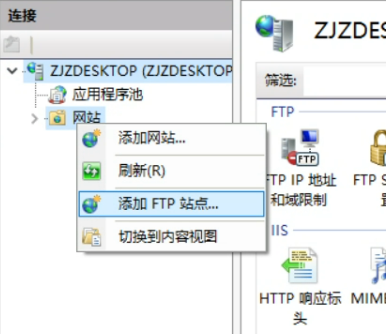 连接
ZJZDESKTOP (ZJZDESKTOP
应用程序池
网站
添加网站...
刷新(R)
添加 FTP 站点...
切换到内容视图
ZJZDES
筛选:
FTP
FTP
FTP IP 地址
和域限制
FTP S
IIS
HTTP 响应标
头
MIM